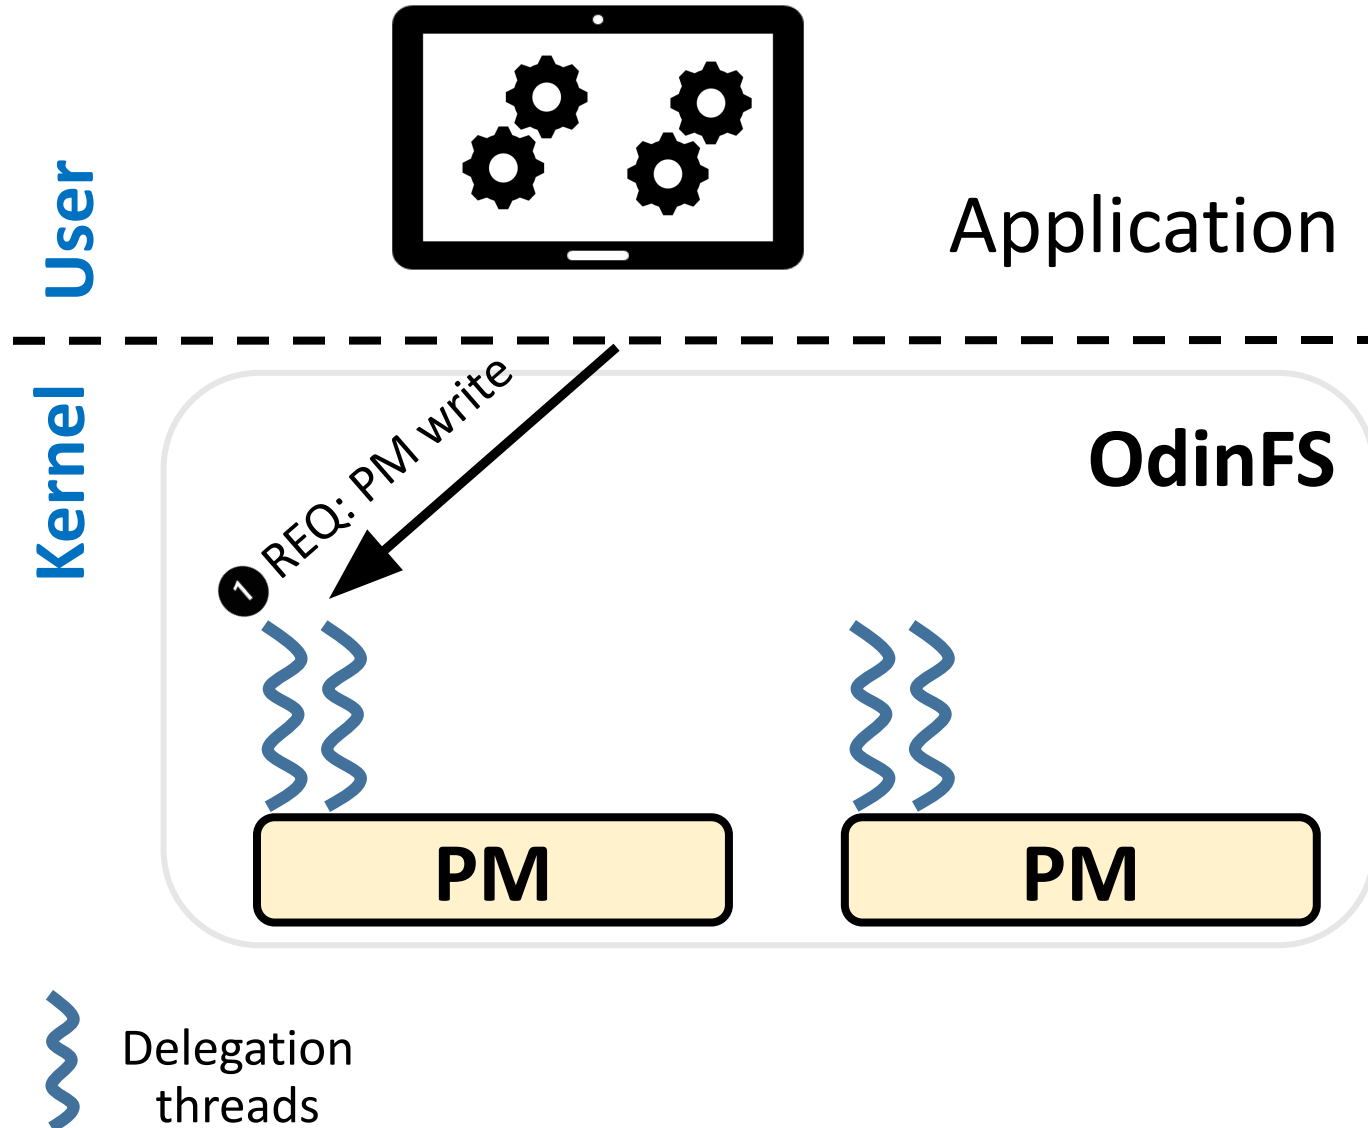 User
Application
Kernel
OdinFS
1 REQ: PM write
PM
PM
Delegation
threads